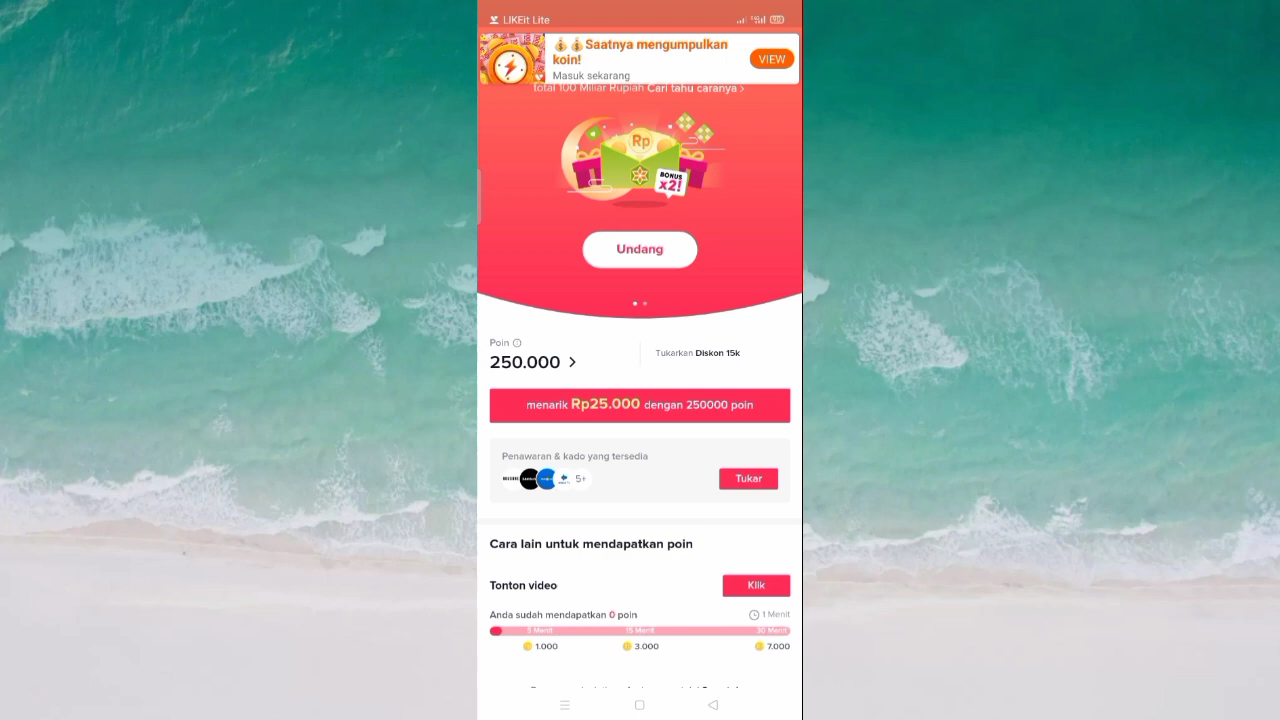 LIKEit Lite
Saatnya mengumpulkan
koin!
VIEW
Masuk sekarang
total 100 Miliar Rupiah Cari tahu caranya >
Rp
BONUS
x2!
Undang
Poin
250.000 >
Tukarkan Diskon 15k
menarik Rp25.000 dengan 250000 poin
Penawaran & kado yang tersedia
5+
Tukar
Cara lain untuk mendapatkan poin
Tonton video
Klik
Anda sudah mendapatkan 0 poin
1 Menit
5 Menit 15 Menit 30 Menit
1.000 3.000 7.000